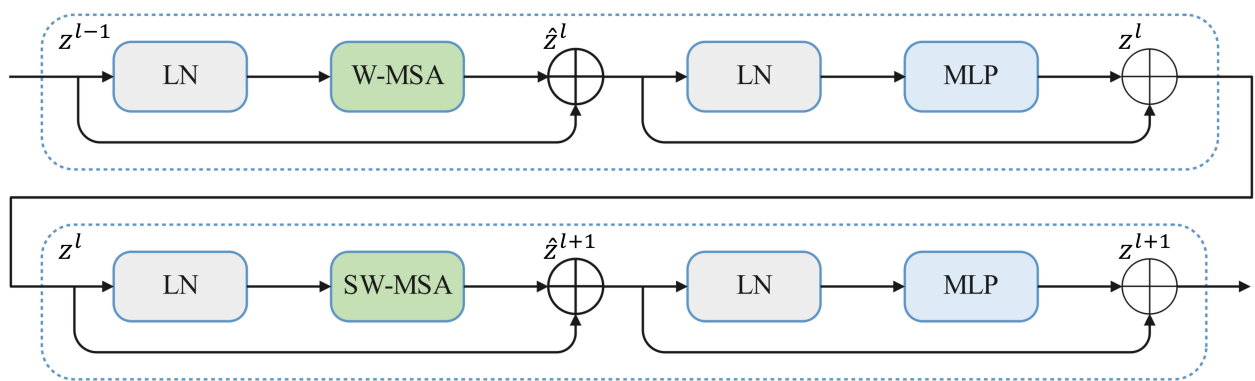 z^{l-1} LN W-MSA ẑ^l LN MLP z^l
z^l LN SW-MSA ẑ^{l+1} LN MLP z^{l+1}